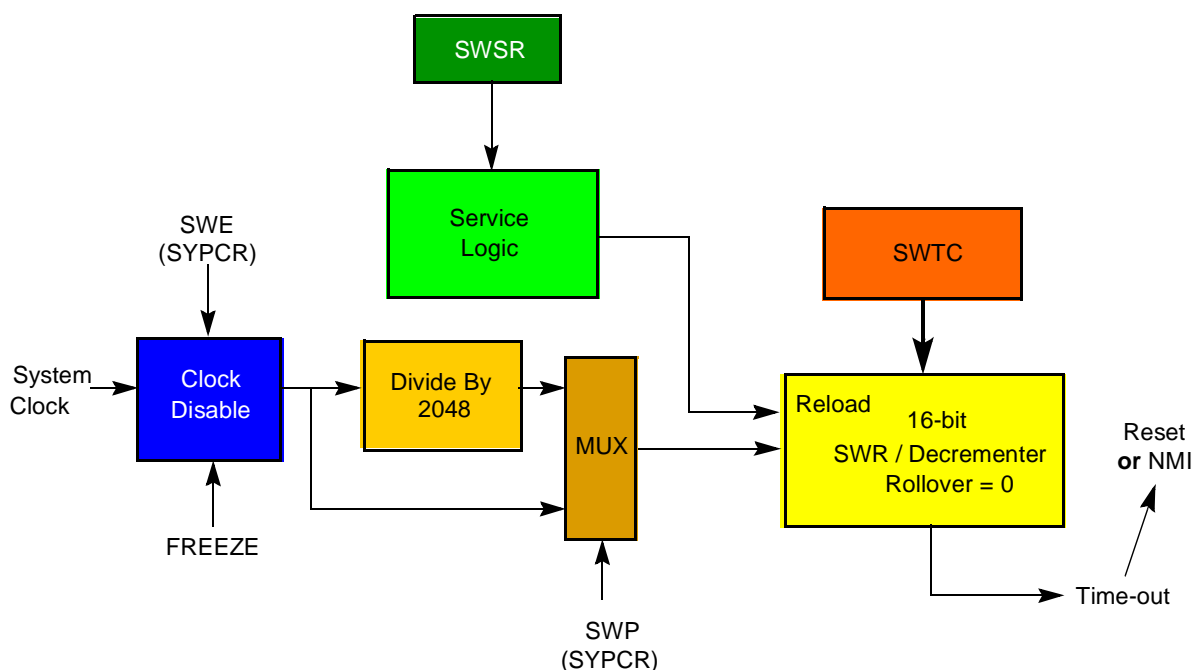 SWSR
Service
Logic
SWE
(SYPCR)
SWTC
System
Clock
Clock
Disable
Divide By
2048
MUX
Reload
16-bit
SWR / Decrementer
Rollover = 0
Reset
or NMI
FREEZE
Time-out
SWP
(SYPCR)